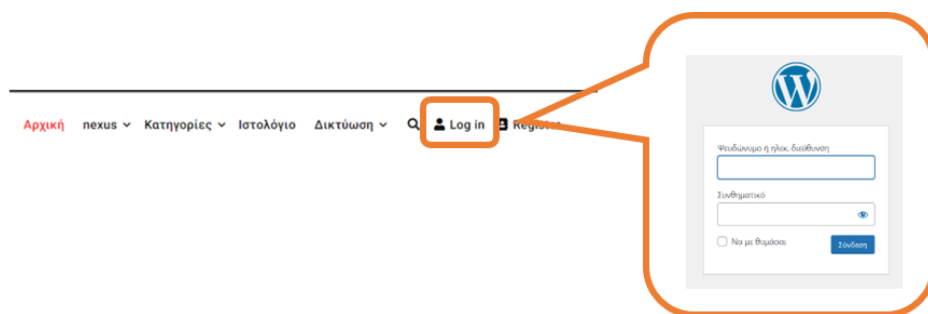 Αρχική nexus Κατηγορίες Ιστολόγιο Δικτύωση Log in Register
Ψευδώνυμο ή ηλεκ. διεύθυνση
Συνθηματικό
Να με θυμάσαι Σύνδεση